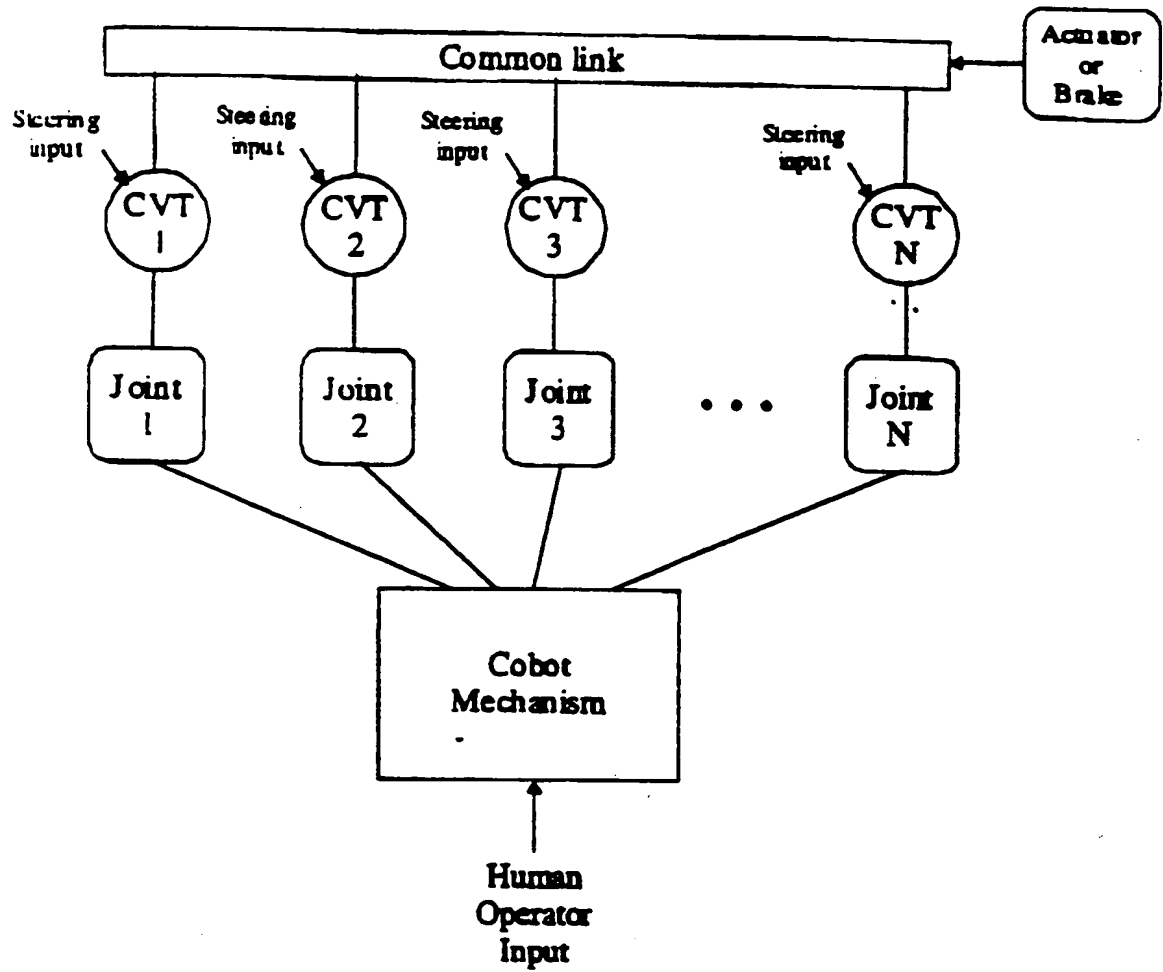 Common link
Actuator
or
Brake
Steering
input
Steering
input
Steering
input
Steering
input
CVT
1
CVT
2
CVT
3
CVT
N
Joint
1
Joint
2
Joint
3
• • •
Joint
N
Cobot
Mechanism
Human
Operator
Input